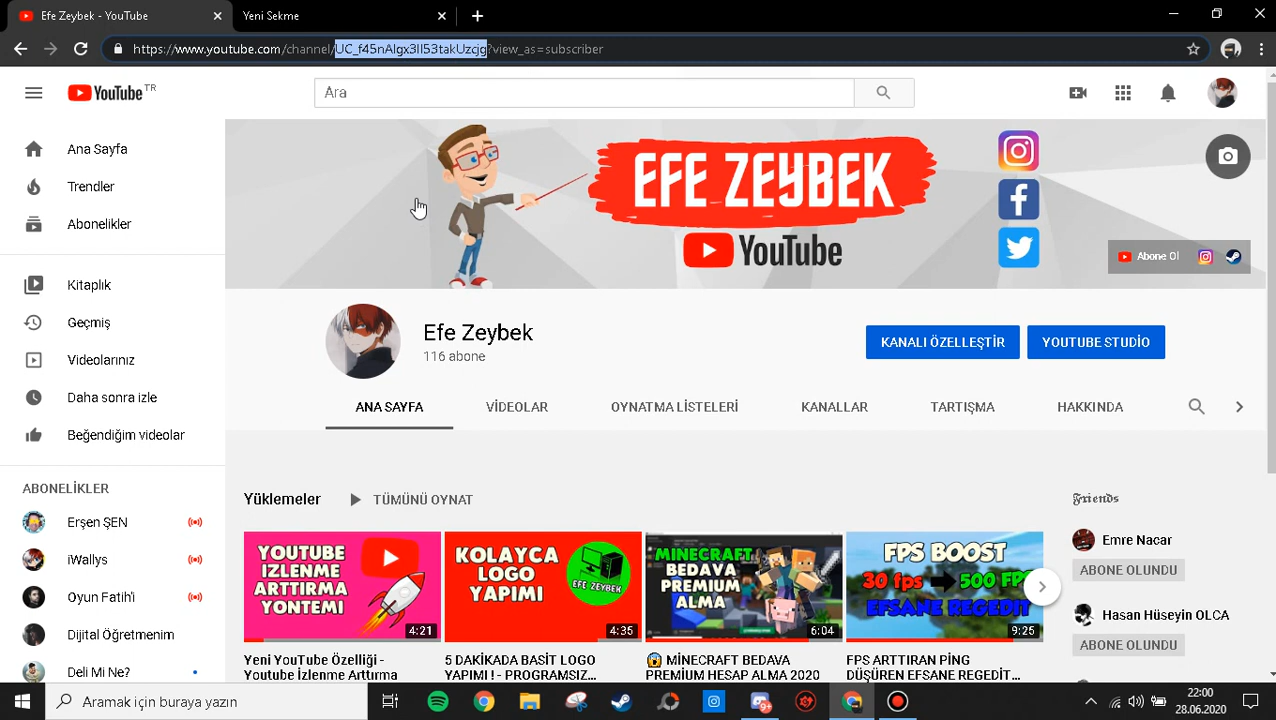 Efe Zeybek - YouTube
Yeni Sekme
https://www.youtube.com/channel/UC_f45nAlgx3Il53takUzcjg?view_as=subscriber
YouTube TR
Ara
Ana Sayfa
Trendler
Abonelikler
Kitaplık
Geçmiş
Videolarınız
Daha sonra izle
Beğendiğim videolar
ABONELİKLER
Erşen ŞEN
iWallys
Oyun Fatih'i
Dijital Öğretmenim
Deli Mi Ne?
EFE ZEYBEK
YouTube
Abone Ol
Efe Zeybek
116 abone
KANALI ÖZELLEŞTİR
YOUTUBE STUDIO
ANA SAYFA
VİDEOLAR
OYNATMA LİSTELERİ
KANALLAR
TARTIŞMA
HAKKINDA
Yüklemeler
TÜMÜNÜ OYNAT
YOUTUBE
IZLENME
ARTTIRMA
YONTEMI
4:21
Yeni YouTube Özelliği -
Youtube İzlenme Arttırma
KOLAYCA
LOGO
YAPIMI
EFE ZEYBEK
4:35
5 DAKİKADA BASİT LOGO
YAPIMI ! - PROGRAMSIZ...
MINECRAFT
BEDAVA
PREMIUM
ALMA
6:04
😱 MİNECRAFT BEDAVA
PREMİUM HESAP ALMA 2020
FPS BOOST
30 fps
500 FPS
EFSANE REGEDIT
9:25
FPS ARTTIRAN PİNG
DÜŞÜREN EFSANE REGEDİT...
Friends
Emre Nacar
ABONE OLUNDU
Hasan Hüseyin OLCA
ABONE OLUNDU
Aramak için buraya yazın
22:00
28.06.2020